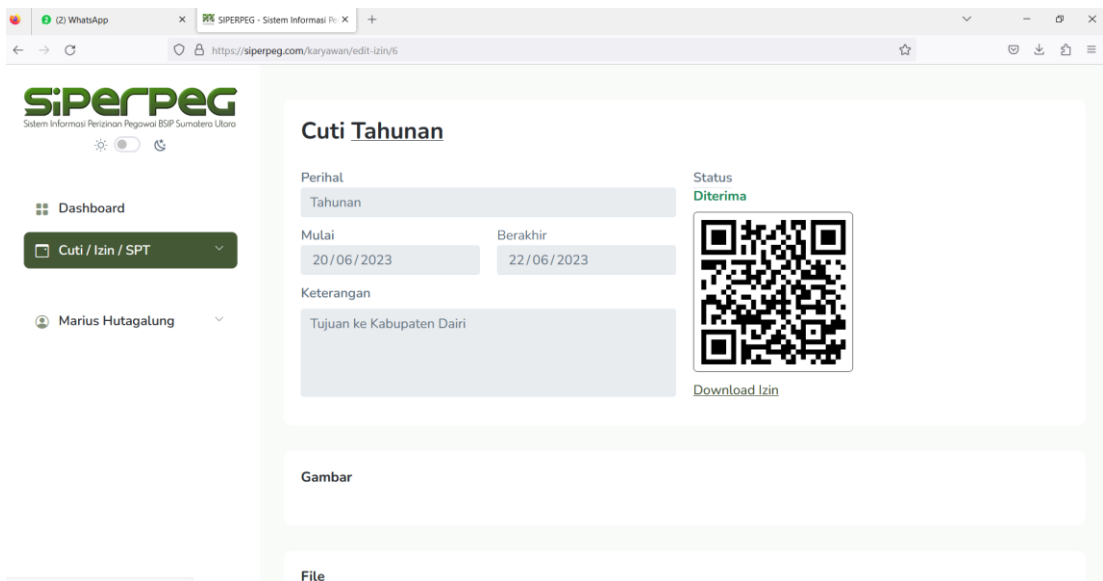 (2) WhatsApp
SIPERPEG - Sistem Informasi Pe
https://siperpeg.com/karyawan/edit-izin/6
SiPerPeG
Sistem Informasi Perizinan Pegawai BSIP Sumatera Utara
Dashboard
Cuti / Izin / SPT
Marius Hutagalung
Cuti Tahunan
Perihal
Tahunan
Mulai
Berakhir
20/06/2023
22/06/2023
Keterangan
Tujuan ke Kabupaten Dairi
Status
Diterima
Download Izin
Gambar
File